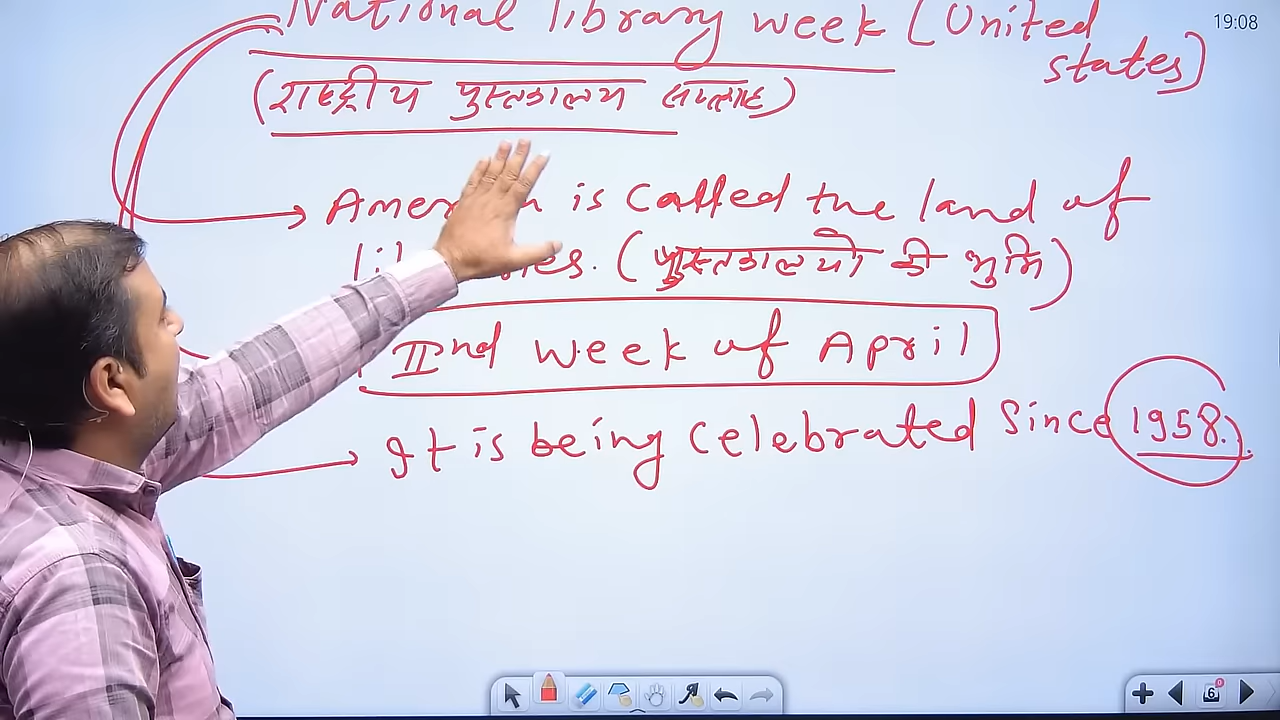 19:08
National library week (United states)
(राष्ट्रीय पुस्तकालय सप्ताह)
is called the land of
(पुस्तकालयो की भूमि)
IInd week of April
It is being celebrated since 1958.
6